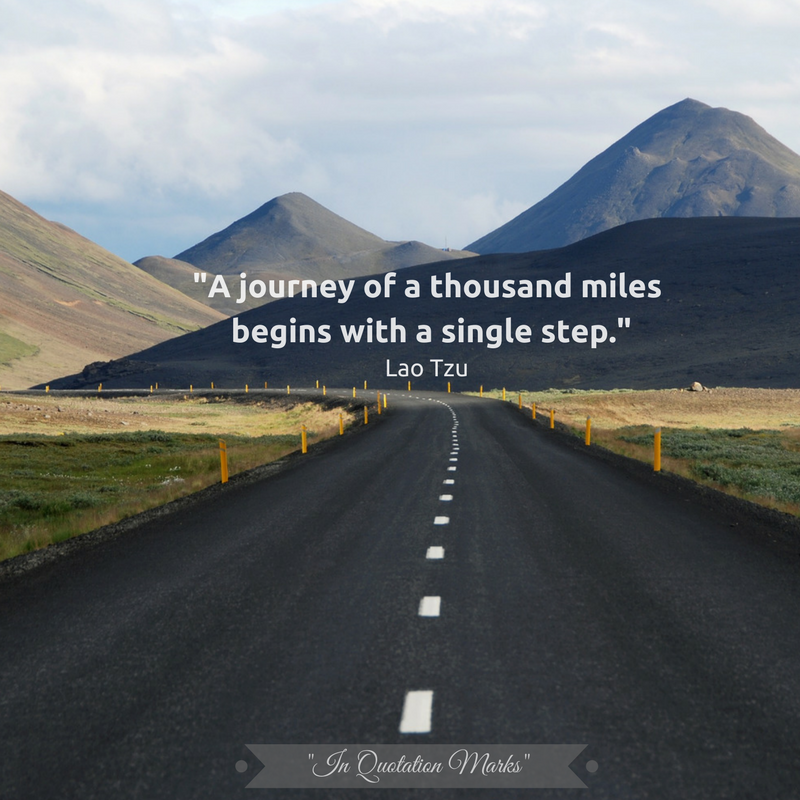 "A journey of a thousand miles
begins with a single step."
Lao Tzu
"In Quotation Marks"